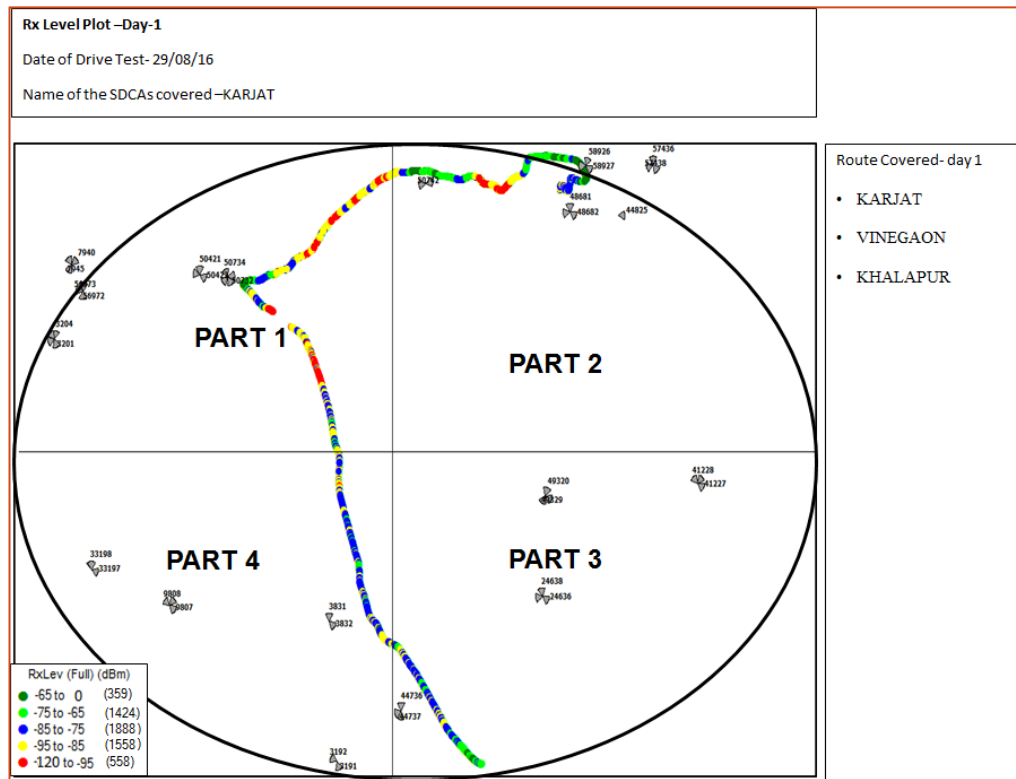 Rx Level Plot –Day-1
Date of Drive Test- 29/08/16
Name of the SDCAs covered –KARJAT
Route Covered- day 1
• KARJAT
• VINEGAON
• KHALAPUR
58926
58927
57436
48681
48682
44825
7940
50421
50734
56972
PART 1
PART 2
49320
41228
41227
33198
33197
PART 4
PART 3
9808
9807
24638
24636
3831
3832
44736
44737
3192
3191
RxLev (Full) (dBm)
-65 to 0 (359)
-75 to -65 (1424)
-85 to -75 (1888)
-95 to -85 (1558)
-120 to -95 (558)